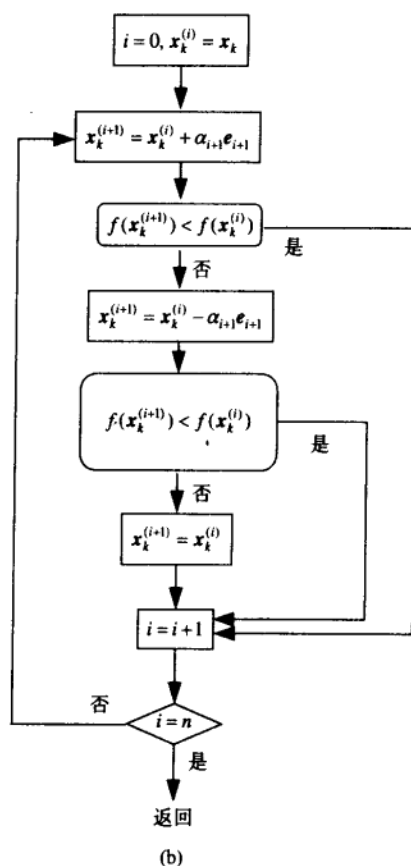 i=0, x_k^{(i)} = x_k
x_k^{(i+1)} = x_k^{(i)} + α_{i+1}e_{i+1}
f(x_k^{(i+1)}) < f(x_k^{(i)})
是
否
x_k^{(i+1)} = x_k^{(i)} − α_{i+1}e_{i+1}
f(x_k^{(i+1)}) < f(x_k^{(i)})
是
否
x_k^{(i+1)} = x_k^{(i)}
i=i+1
否
i=n
是
返回
(b)